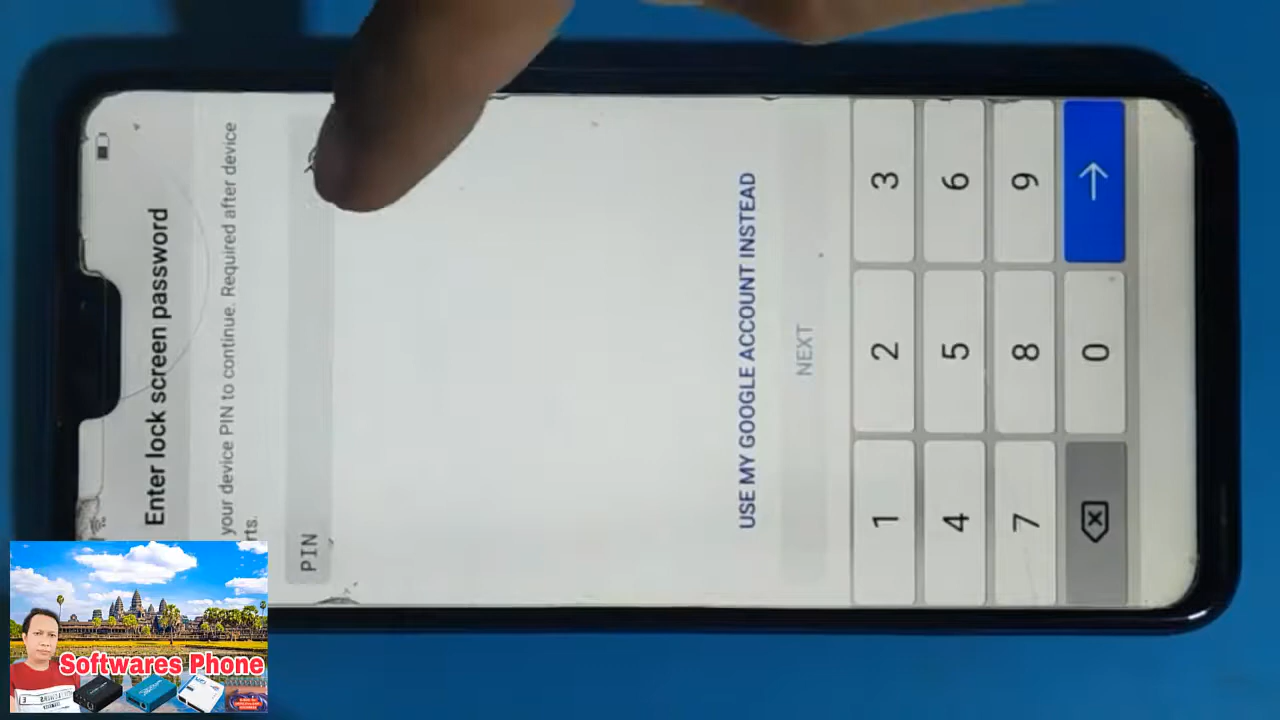 Enter lock screen password
your device PIN to continue. Required after device
PIN
USE MY GOOGLE ACCOUNT INSTEAD
NEXT
1 2 3
4 5 6
7 8 9
0
Softwares Phone